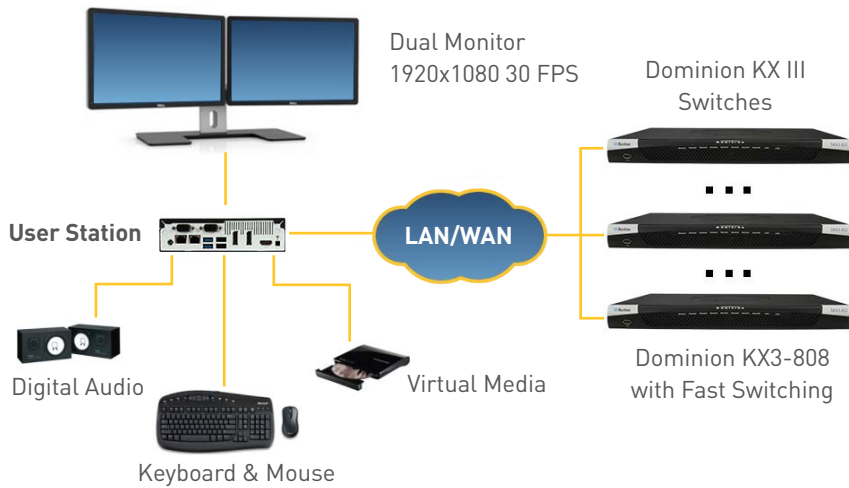 Dual Monitor
1920x1080 30 FPS
Dominion KX III
Switches
User Station
LAN/WAN
Digital Audio
Virtual Media
Keyboard & Mouse
Dominion KX3-808
with Fast Switching